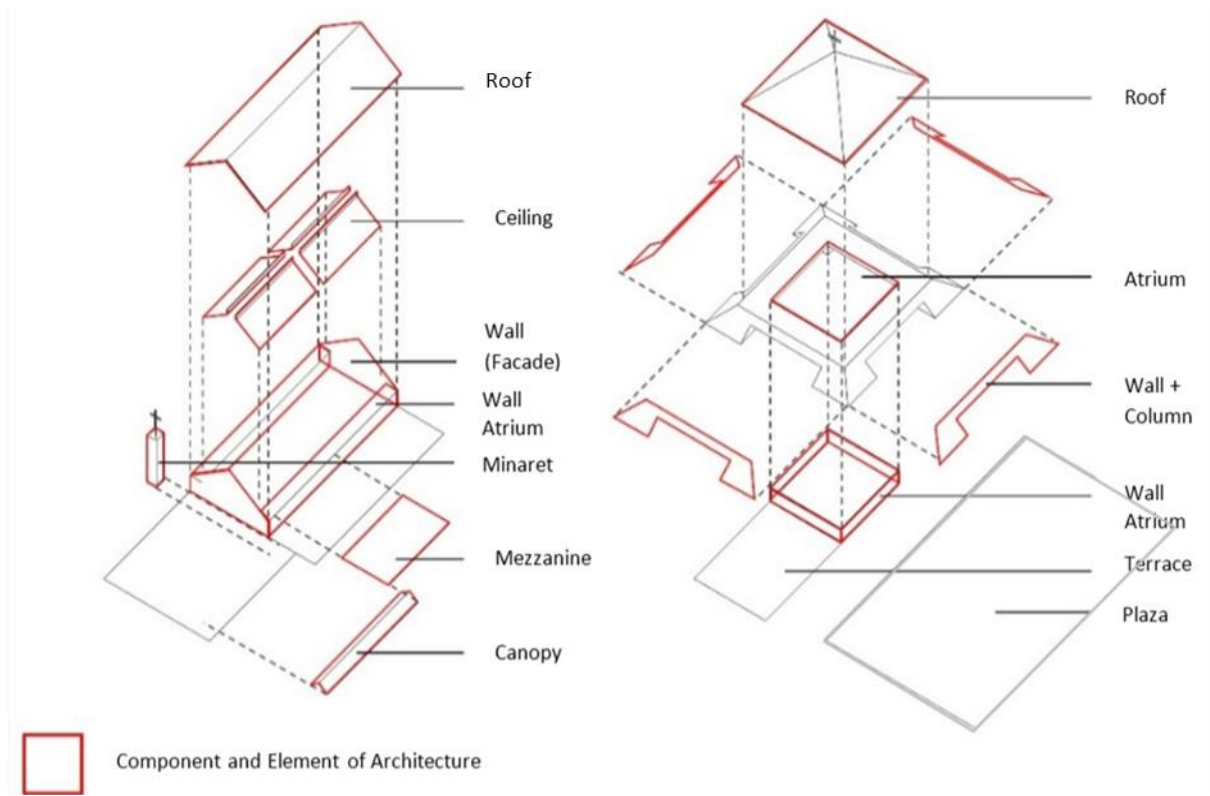 Roof
Ceiling
Wall
(Facade)
Wall
Atrium
Minaret
Mezzanine
Canopy
Roof
Atrium
Wall +
Column
Wall
Atrium
Terrace
Plaza
Component and Element of Architecture